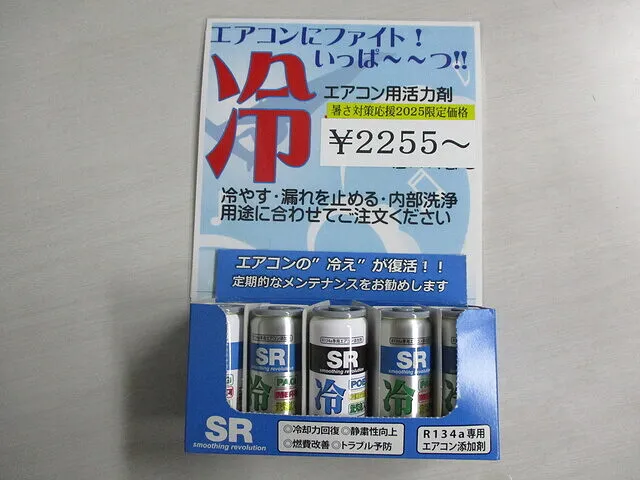 エアコンにファイト！
いっぱ～～つ!!
冷
エアコン用活力剤
暑さ対策応援2025限定価格
￥2255～
冷やす・漏れを止める・内部洗浄
用途に合わせてご注文ください
エアコンの”冷え”が復活！！
定期的なメンテナンスをお勧めします
SR
smoothing revolution
冷
SR
smoothing revolution
冷
SR
smoothing revolution
冷
SR
smoothing revolution
◎冷却力回復◎静粛性向上
◎燃費改善◎トラブル予防
R134a専用
エアコン添加剤